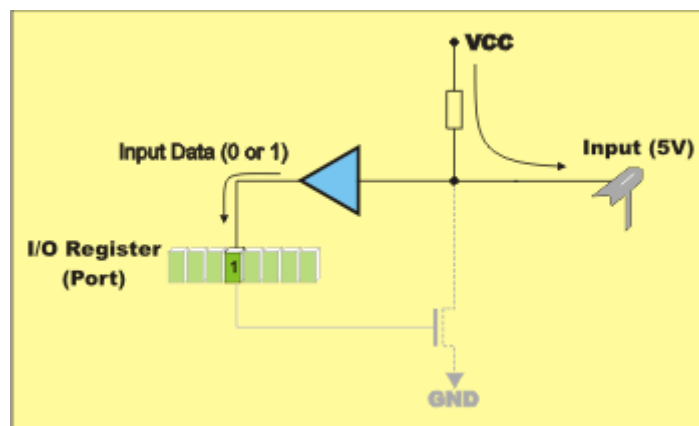 VCC
Input (5V)
Input Data (0 or 1)
I/O Register
(Port)
1
GND